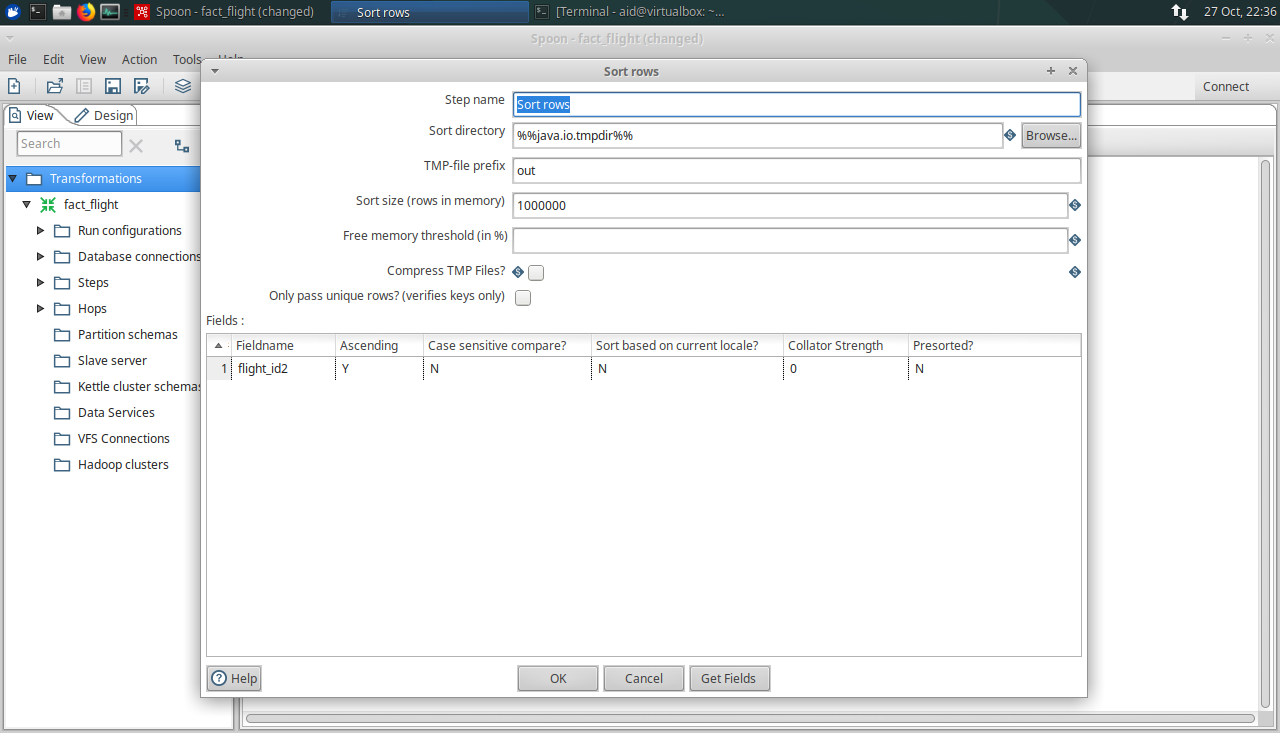 Spoon - fact_flight (changed)
Sort rows
[Terminal - aid@virtualbox: ~...
27 Oct, 22:36
Spoon - fact_flight (changed)
File Edit View Action Tools Help
Connect
View
Design
Search
Transformations
fact_flight
Run configurations
Database connections
Steps
Hops
Partition schemas
Slave server
Kettle cluster schemas
Data Services
VFS Connections
Hadoop clusters
Sort rows
Step name Sort rows
Sort directory %%java.io.tmpdir%% Browse...
TMP-file prefix out
Sort size (rows in memory) 1000000
Free memory threshold (in %)
Compress TMP Files?
Only pass unique rows? (verifies keys only)
Fields :
Fieldname Ascending Case sensitive compare? Sort based on current locale? Collator Strength Presorted?
1 flight_id2 Y N N 0 N
Help OK Cancel Get Fields